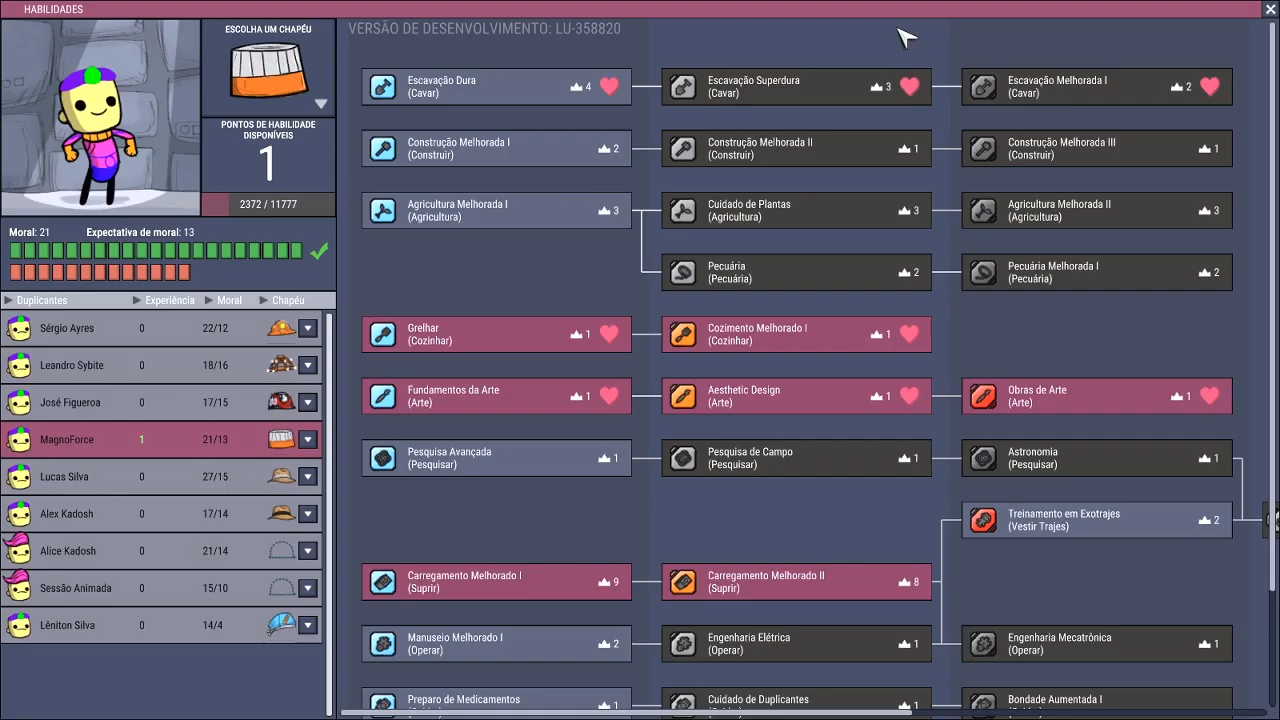 HABILIDADES
VERSÃO DE DESENVOLVIMENTO: LU-358820
ESCOLHA UM CHAPÉU
PONTOS DE HABILIDADE
DISPONÍVEIS
1
2372 / 11777
Moral: 21
Expectativa de moral: 13
Duplicantes Experiência Moral Chapéu
Sérgio Ayres 0 22/12
Leandro Sybite 0 18/16
José Figueroa 0 17/15
MagnoForce 1 21/13
Lucas Silva 0 27/15
Alex Kadosh 0 17/14
Alice Kadosh 0 21/14
Sessão Animada 0 15/10
Lêniton Silva 0 14/4
Escavação Dura
(Cavar) 4
Escavação Superdura
(Cavar) 3
Escavação Melhorada I
(Cavar) 2
Construção Melhorada I
(Construir) 2
Construção Melhorada II
(Construir) 1
Construção Melhorada III
(Construir) 1
Agricultura Melhorada I
(Agricultura) 3
Cuidado de Plantas
(Agricultura) 3
Agricultura Melhorada II
(Agricultura) 3
Pecuária
(Pecuária) 2
Pecuária Melhorada I
(Pecuária) 2
Grelhar
(Cozinhar) 1
Cozimento Melhorado I
(Cozinhar) 1
Fundamentos da Arte
(Arte) 1
Aesthetic Design
(Arte) 1
Obras de Arte
(Arte) 1
Pesquisa Avançada
(Pesquisar) 1
Pesquisa de Campo
(Pesquisar) 1
Astronomia
(Pesquisar) 1
Treinamento em Exotrajes
(Vestir Trajes) 2
Carregamento Melhorado I
(Suprir) 9
Carregamento Melhorado II
(Suprir) 8
Manuseio Melhorado I
(Operar) 2
Engenharia Elétrica
(Operar) 1
Engenharia Mecatrônica
(Operar) 1
Preparo de Medicamentos
1
Cuidado de Duplicantes
1
Bondade Aumentada I
1